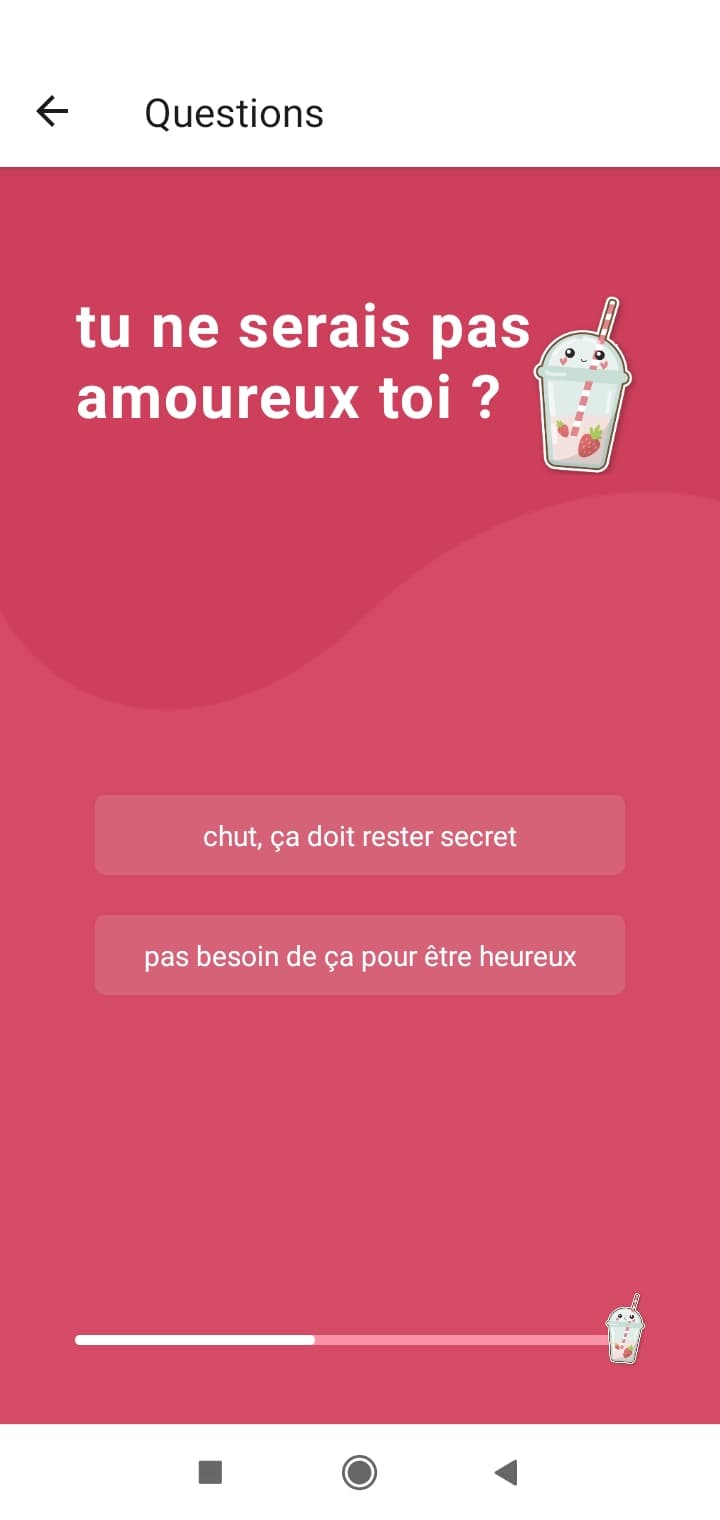 Questions
tu ne serais pas
amoureux toi ?
chut, ça doit rester secret
pas besoin de ça pour être heureux